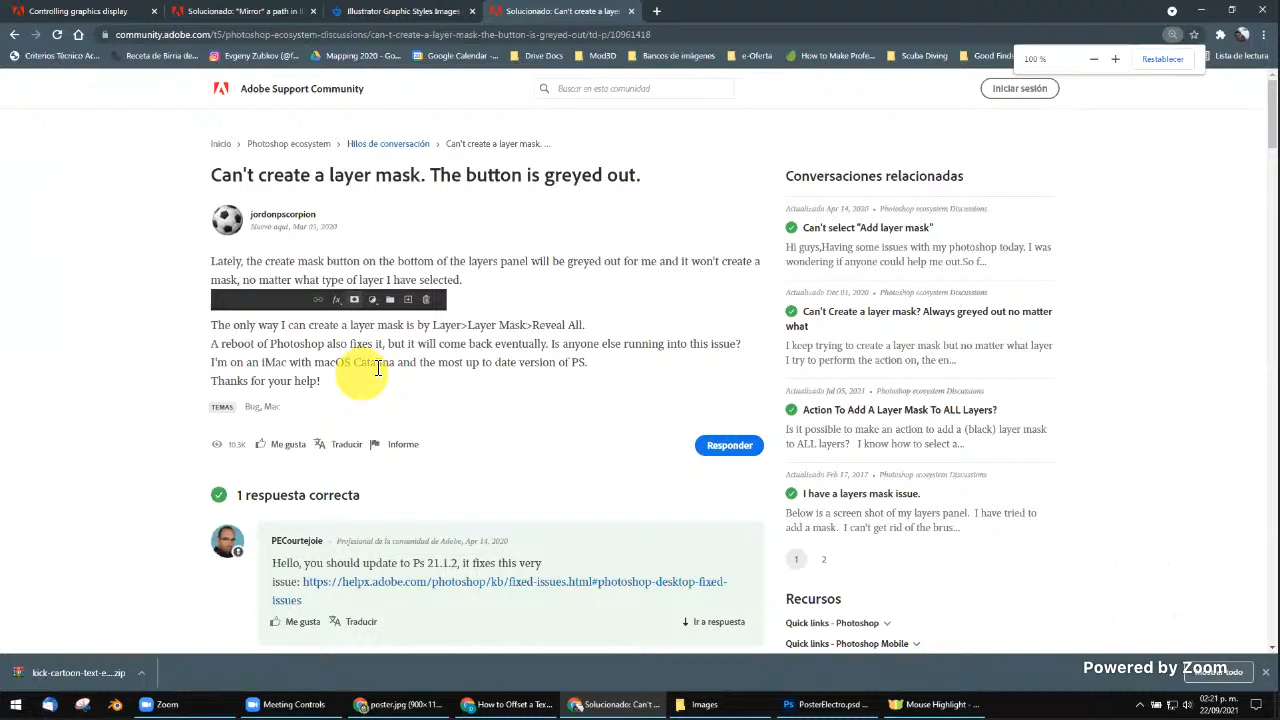 Controlling graphic display in li
Solucionado: "create layer mask"
Illustrator layer Styles Images
Solucionado: Can't create a laye
community.adobe.com/t5/photoshop-ecosystem-discussions/can-t-create-a-layer-mask-the-button-is-greyed-out/td-p/10961418
Criterios Técnico Ac...
Receta de Birria de...
Evgeny Zubkov (@f...
Mapping 2020 - G...
Cursos
Drive Docs
Mod3D
Bancos de imágenes
e-Oferta
How to Make Profe...
Scuba Diving
Good Find
Lista de lectura
100 %
Restablecer
Adobe Support Community
Buscar en esta comunidad
Iniciar sesión
Inicio > Photoshop ecosystem > Hilos de conversación > Can't create a layer mask. ...
Can't create a layer mask. The button is greyed out.
jordonpscorpion
Nuevo aquí, Mar 03, 2020
Lately, the create mask button on the bottom of the layers panel will be greyed out for me and it won't create a
mask, no matter what type of layer I have selected.
fx
The only way I can create a layer mask is by Layer>Layer Mask>Reveal All.
A reboot of Photoshop also fixes it, but it will come back eventually. Is anyone else running into this issue?
I'm on an iMac with macOS Catalina and the most up to date version of PS.
Thanks for your help!
TEMAS Bug, Mac
10.3K Me gusta Traducir Informe
Responder
1 respuesta correcta
PECourtejoie • Profesional de la comunidad de Adobe, Apr 14, 2020
Hello, you should update to Ps 21.1.2, it fixes this very
issue: https://helpx.adobe.com/photoshop/kb/fixed-issues.html#photoshop-desktop-fixed-
issues
Me gusta Traducir
Ir a respuesta
Conversaciones relacionadas
Actualizado Apr 14, 2020 • Photoshop ecosystem Discussions
Can't select "Add layer mask"
Hi guys,Having some issues with my photoshop today. I was
wondering if anyone could help me out.So f...
Actualizado Dec 01, 2020 • Photoshop ecosystem Discussions
Can't Create a layer mask? Always greyed out no matter
what
I keep trying to create a layer mask but no matter what layer
I try to perform the action on, the en...
Actualizado Jul 05, 2021 • Photoshop ecosystem Discussions
Action To Add A Layer Mask To ALL Layers?
Is it possible to make an action to add a (black) layer mask
to ALL layers? I know how to select a...
Actualizado Feb 17, 2017 • Photoshop ecosystem Discussions
I have a layers mask issue.
Below is a screen shot of my layers panel. I have tried to
add a mask. I can't get rid of the brus...
1 2
Recursos
Quick links - Photoshop
Quick links - Photoshop Mobile
kick-cartoon-text-e....zip
Mostrar todo
Powered by Zoom
Zoom
Meeting Controls
poster.jpg (900×11...
How to Offset a Tex...
Solucionado: Can't ...
Images
PosterElectro.psd ...
Mouse Highlight - ...
02:21 p. m.
22/09/2021